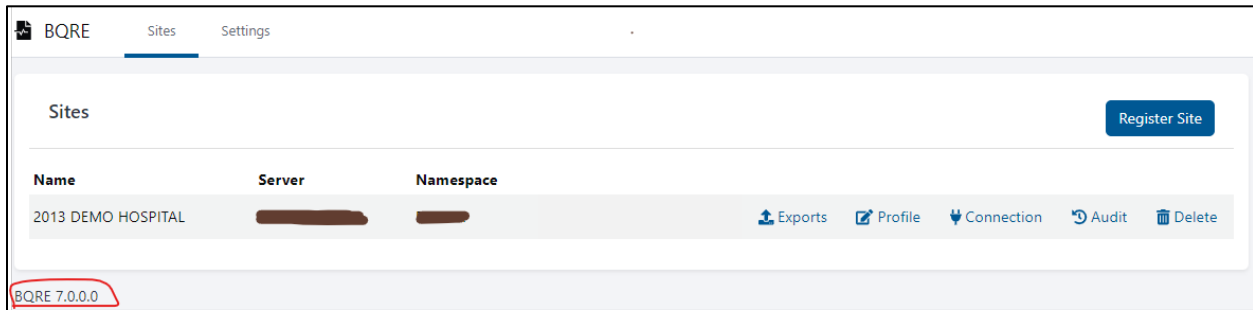 BQRE Sites Settings
Sites
Register Site
Name Server Namespace
2013 DEMO HOSPITAL Exports Profile Connection Audit Delete
BQRE 7.0.0.0